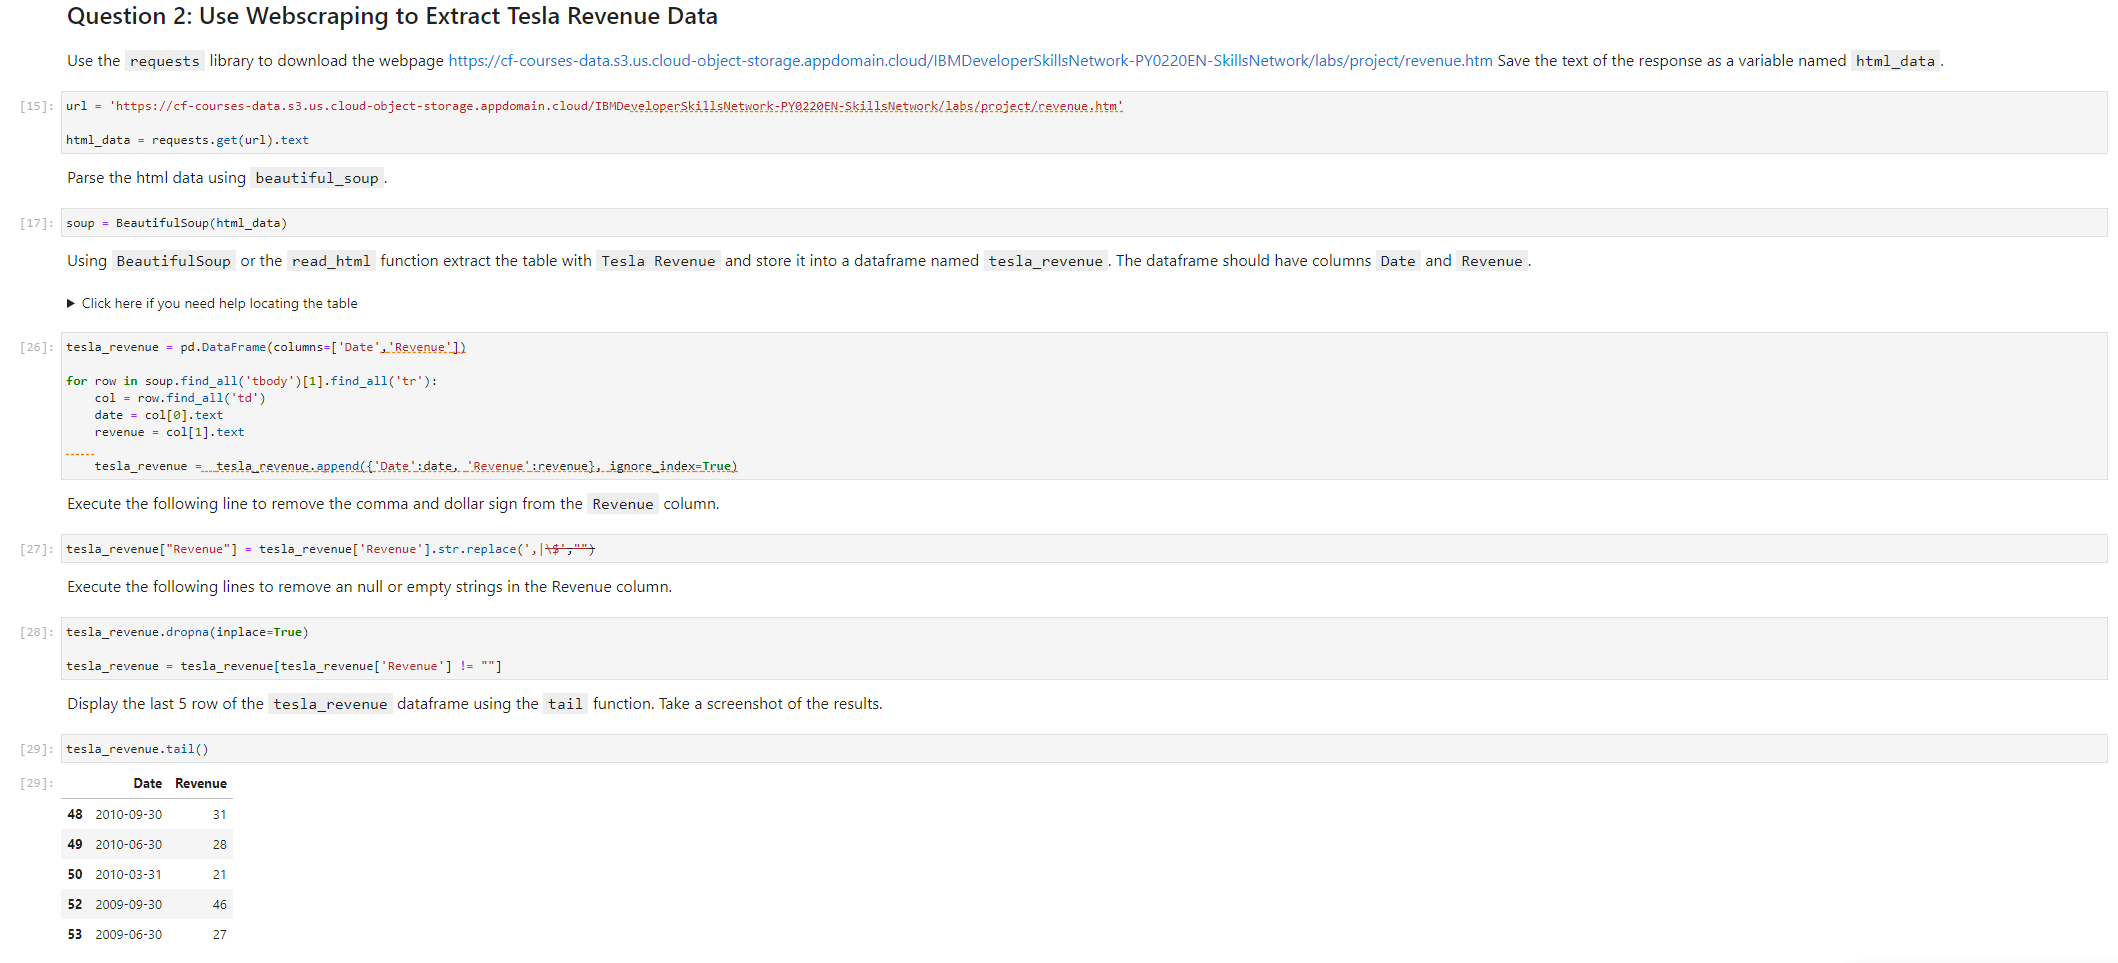 Question 2: Use Webscraping to Extract Tesla Revenue Data
Use the requests library to download the webpage https://cf-courses-data.s3.us.cloud-object-storage.appdomain.cloud/IBMDeveloperSkillsNetwork-PY0220EN-SkillsNetwork/labs/project/revenue.htm Save the text of the response as a variable named html_data.
[15]: url = 'https://cf-courses-data.s3.us.cloud-object-storage.appdomain.cloud/IBMDeveloperSkillsNetwork-PY0220EN-SkillsNetwork/labs/project/revenue.htm'
html_data = requests.get(url).text
Parse the html data using beautiful_soup.
[17]: soup = BeautifulSoup(html_data)
Using BeautifulSoup or the read_html function extract the table with Tesla Revenue and store it into a dataframe named tesla_revenue. The dataframe should have columns Date and Revenue.
▶ Click here if you need help locating the table
[26]: tesla_revenue = pd.DataFrame(columns=['Date','Revenue'])
for row in soup.find_all('tbody')[1].find_all('tr'):
    col = row.find_all('td')
    date = col[0].text
    revenue = col[1].text
    tesla_revenue =  tesla_revenue.append({'Date':date, 'Revenue':revenue}, ignore_index=True)
Execute the following line to remove the comma and dollar sign from the Revenue column.
[27]: tesla_revenue["Revenue"] = tesla_revenue['Revenue'].str.replace(',|\$',"")
Execute the following lines to remove an null or empty strings in the Revenue column.
[28]: tesla_revenue.dropna(inplace=True)
tesla_revenue = tesla_revenue[tesla_revenue['Revenue'] != ""]
Display the last 5 row of the tesla_revenue dataframe using the tail function. Take a screenshot of the results.
[29]: tesla_revenue.tail()
[29]: Date Revenue
48 2010-09-30 31
49 2010-06-30 28
50 2010-03-31 21
52 2009-09-30 46
53 2009-06-30 27